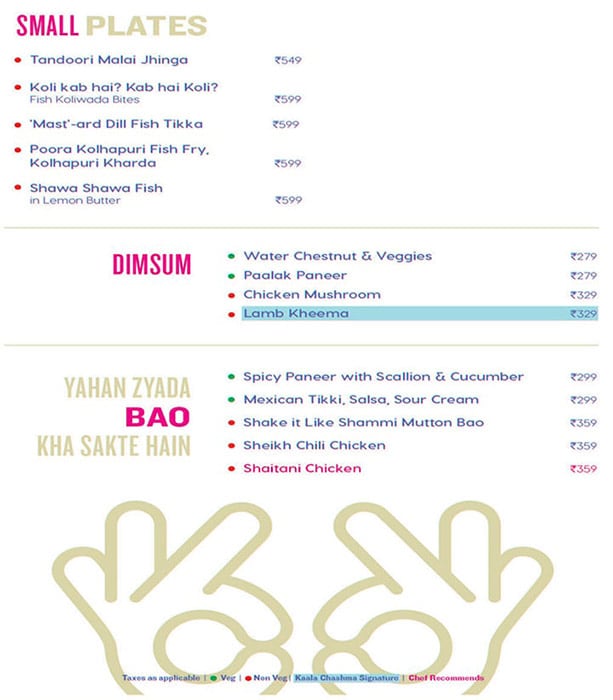 SMALL PLATES
Tandoori Malai Jhinga ₹549
Koli kab hai? Kab hai Koli?
Fish Koliwada Bites ₹599
'Mast'-ard Dill Fish Tikka ₹599
Poora Kolhapuri Fish Fry,
Kolhapuri Kharda ₹599
Shawa Shawa Fish
in Lemon Butter ₹599
DIMSUM
Water Chestnut & Veggies ₹279
Paalak Paneer ₹279
Chicken Mushroom ₹329
Lamb Kheema ₹329
YAHAN ZYADA
BAO
KHA SAKTE HAIN
Spicy Paneer with Scallion & Cucumber ₹299
Mexican Tikki, Salsa, Sour Cream ₹299
Shake it Like Shammi Mutton Bao ₹359
Sheikh Chili Chicken ₹359
Shaitani Chicken ₹359
Taxes as applicable | Veg | Non Veg | Kaala Chashma Signature | Chef Recommends